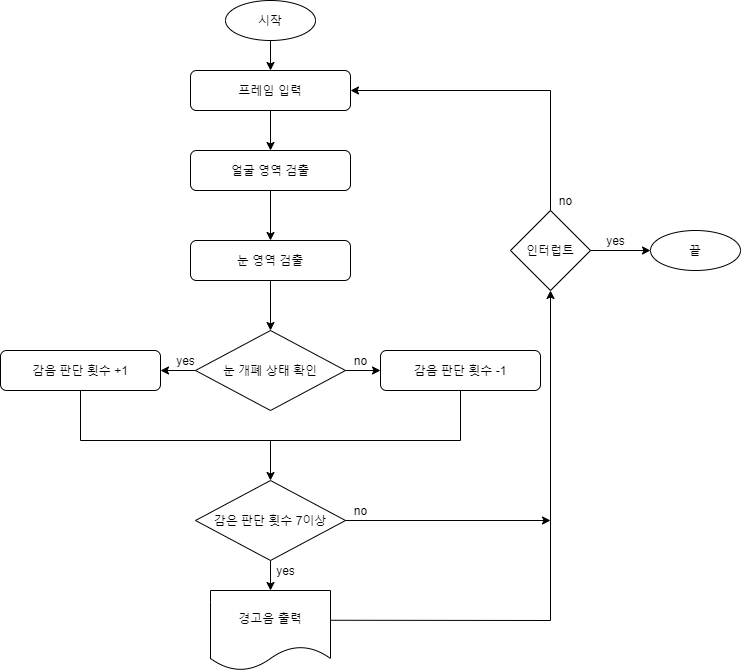 시작
프레임 입력
얼굴 영역 검출
눈 영역 검출
눈 개폐 상태 확인
yes
no
감음 판단 횟수 +1
감음 판단 횟수 -1
감은 판단 횟수 7이상
no
yes
경고음 출력
인터럽트
no
yes
끝